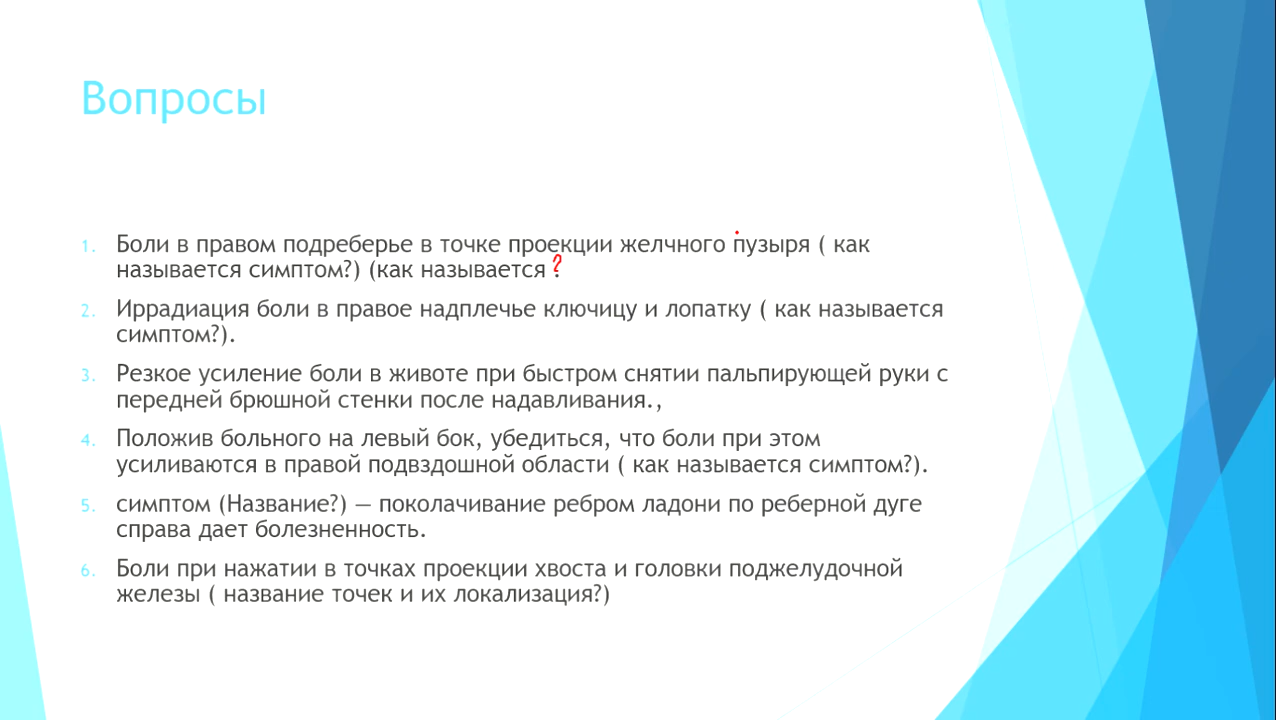 Вопросы
1. Боли в правом подреберье в точке проекции желчного пузыря ( как
называется симптом?) (как называется ?
2. Иррадиация боли в правое надплечье ключицу и лопатку ( как называется
симптом?).
3. Резкое усиление боли в животе при быстром снятии пальпирующей руки с
передней брюшной стенки после надавливания.,
4. Положив больного на левый бок, убедиться, что боли при этом
усиливаются в правой подвздошной области ( как называется симптом?).
5. симптом (Название?) — поколачивание ребром ладони по реберной дуге
справа дает болезненность.
6. Боли при нажатии в точках проекции хвоста и головки поджелудочной
железы ( название точек и их локализация?)